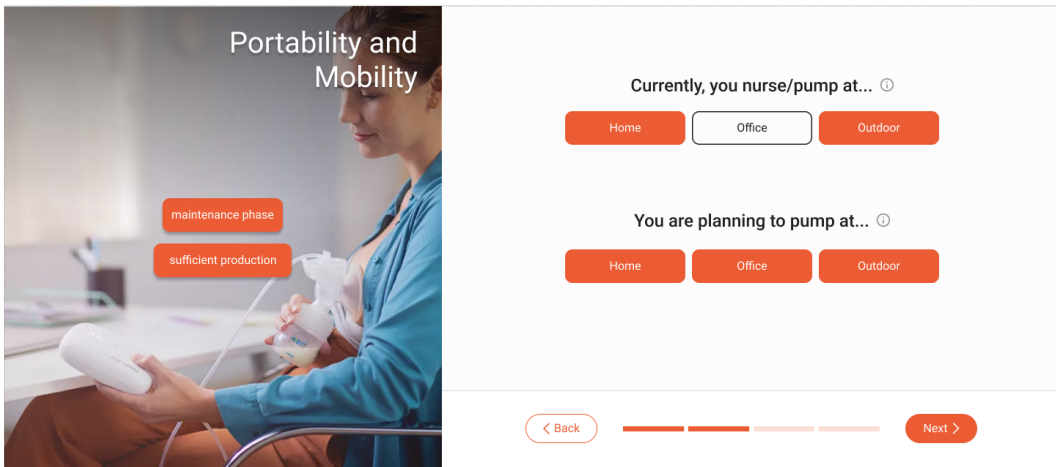 Portability and
Mobility
maintenance phase
sufficient production
Currently, you nurse/pump at...
Home
Office
Outdoor
You are planning to pump at...
Home
Office
Outdoor
Back
Next